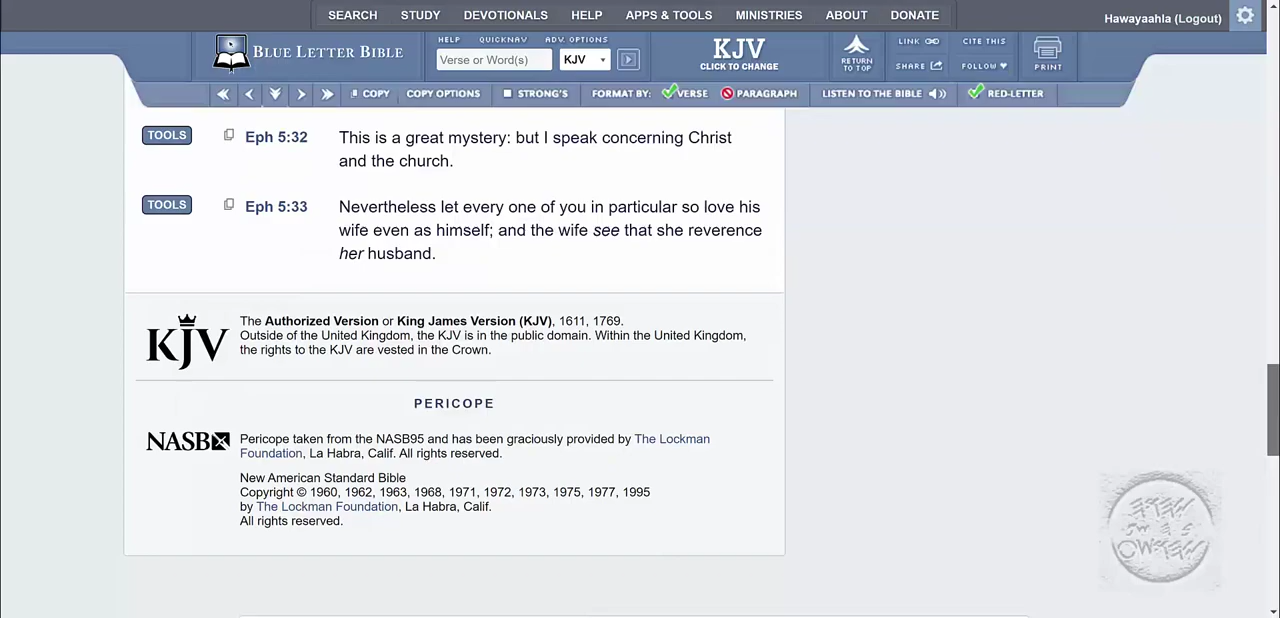 SEARCH STUDY DEVOTIONALS HELP APPS & TOOLS MINISTRIES ABOUT DONATE
Hawayaahla (Logout)
BLUE LETTER BIBLE
HELP QUICKNAV ADV. OPTIONS
Verse or Word(s) KJV
KJV
CLICK TO CHANGE
RETURN
TO TOP
LINK CITE THIS
SHARE FOLLOW
PRINT
COPY COPY OPTIONS STRONG'S FORMAT BY: VERSE PARAGRAPH LISTEN TO THE BIBLE RED-LETTER
TOOLS Eph 5:32 This is a great mystery: but I speak concerning Christ
and the church.
TOOLS Eph 5:33 Nevertheless let every one of you in particular so love his
wife even as himself; and the wife see that she reverence
her husband.
KJV
The Authorized Version or King James Version (KJV), 1611, 1769.
Outside of the United Kingdom, the KJV is in the public domain. Within the United Kingdom,
the rights to the KJV are vested in the Crown.
PERICOPE
NASB
Pericope taken from the NASB95 and has been graciously provided by The Lockman
Foundation, La Habra, Calif. All rights reserved.
New American Standard Bible
Copyright © 1960, 1962, 1963, 1968, 1971, 1972, 1973, 1975, 1977, 1995
by The Lockman Foundation, La Habra, Calif.
All rights reserved.